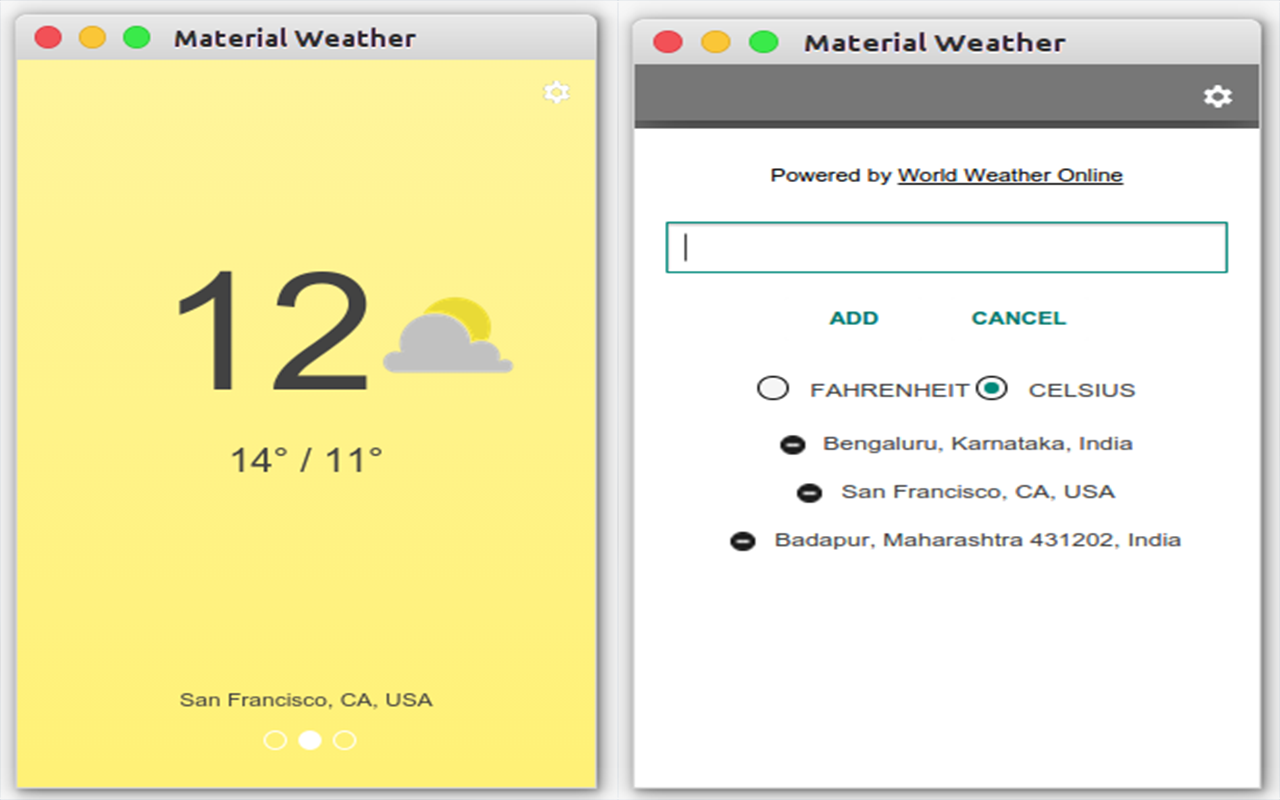 Material Weather
12
14° / 11°
San Francisco, CA, USA
Material Weather
Powered by World Weather Online
ADD CANCEL
FAHRENHEIT CELSIUS
Bengaluru, Karnataka, India
San Francisco, CA, USA
Badapur, Maharashtra 431202, India